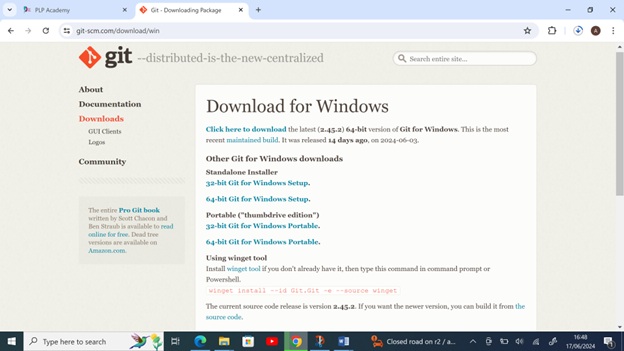 PLP Academy
Git - Downloading Package
git-scm.com/download/win
A
git --distributed-is-the-new-centralized
Search entire site...
About
Documentation
Downloads
GUI Clients
Logos
Community
The entire Pro Git book
written by Scott Chacon and
Ben Straub is available to read
online for free. Dead tree
versions are available on
Amazon.com.
Download for Windows
Click here to download the latest (2.45.2) 64-bit version of Git for Windows. This is the most
recent maintained build. It was released 14 days ago, on 2024-06-03.
Other Git for Windows downloads
Standalone Installer
32-bit Git for Windows Setup.
64-bit Git for Windows Setup.
Portable ("thumbdrive edition")
32-bit Git for Windows Portable.
64-bit Git for Windows Portable.
Using winget tool
Install winget tool if you don't already have it, then type this command in command prompt or
Powershell.
winget install --id Git.Git -e --source winget
The current source code release is version 2.45.2. If you want the newer version, you can build it from the
source code.
Type here to search
Closed road on r2 / a...
16:48
17/06/2024